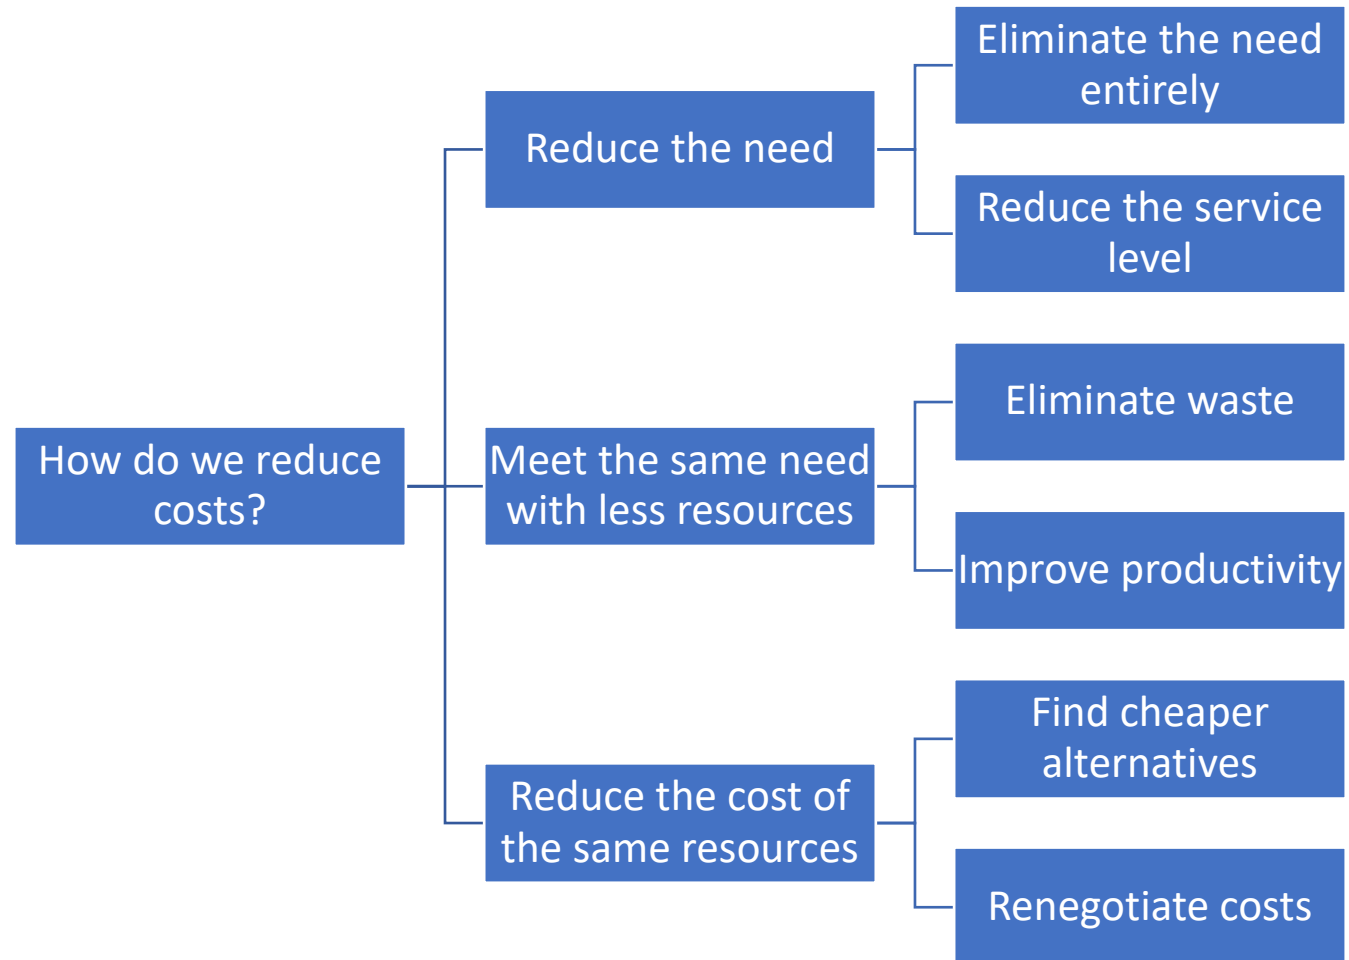 How do we reduce
costs?
Reduce the need
Eliminate the need
entirely
Reduce the service
level
Meet the same need
with less resources
Eliminate waste
Improve productivity
Reduce the cost of
the same resources
Find cheaper
alternatives
Renegotiate costs